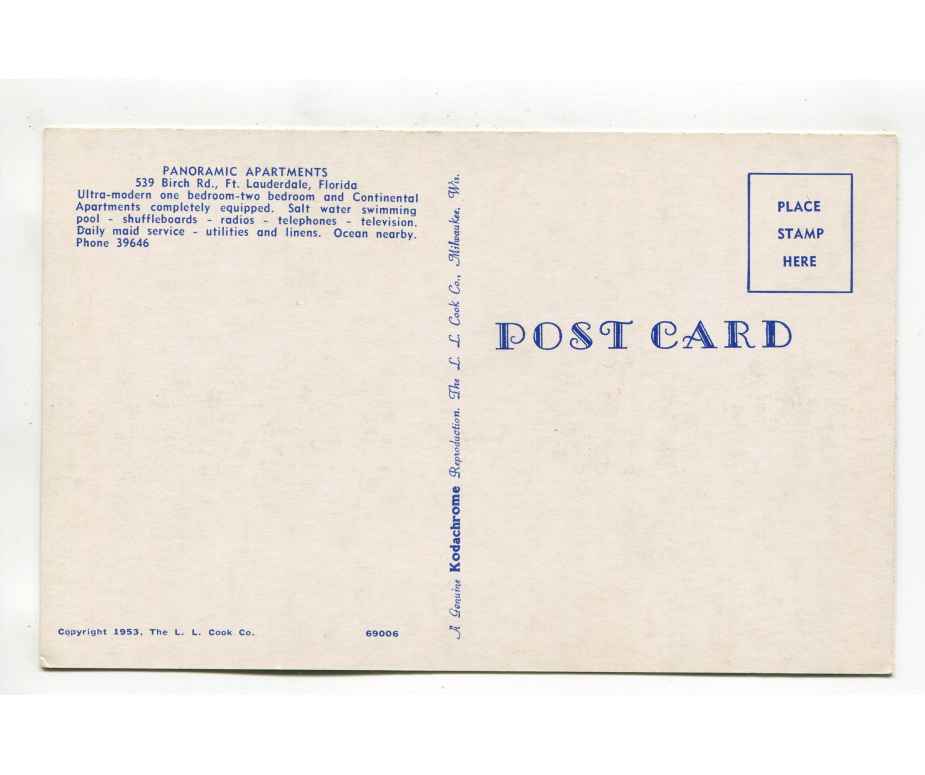 PANORAMIC APARTMENTS
539 Birch Rd., Ft. Lauderdale, Florida
Ultra-modern one bedroom-two bedroom and Continental
Apartments completely equipped. Salt water swimming
pool - shuffleboards - radios - telephones - television.
Daily maid service - utilities and linens. Ocean nearby.
Phone 39646
Copyright 1953, The L. L. Cook Co.
69006
A Genuine Kodachrome Reproduction. The L. L. Cook Co., Milwaukee, Wis.
PLACE
STAMP
HERE
POST CARD